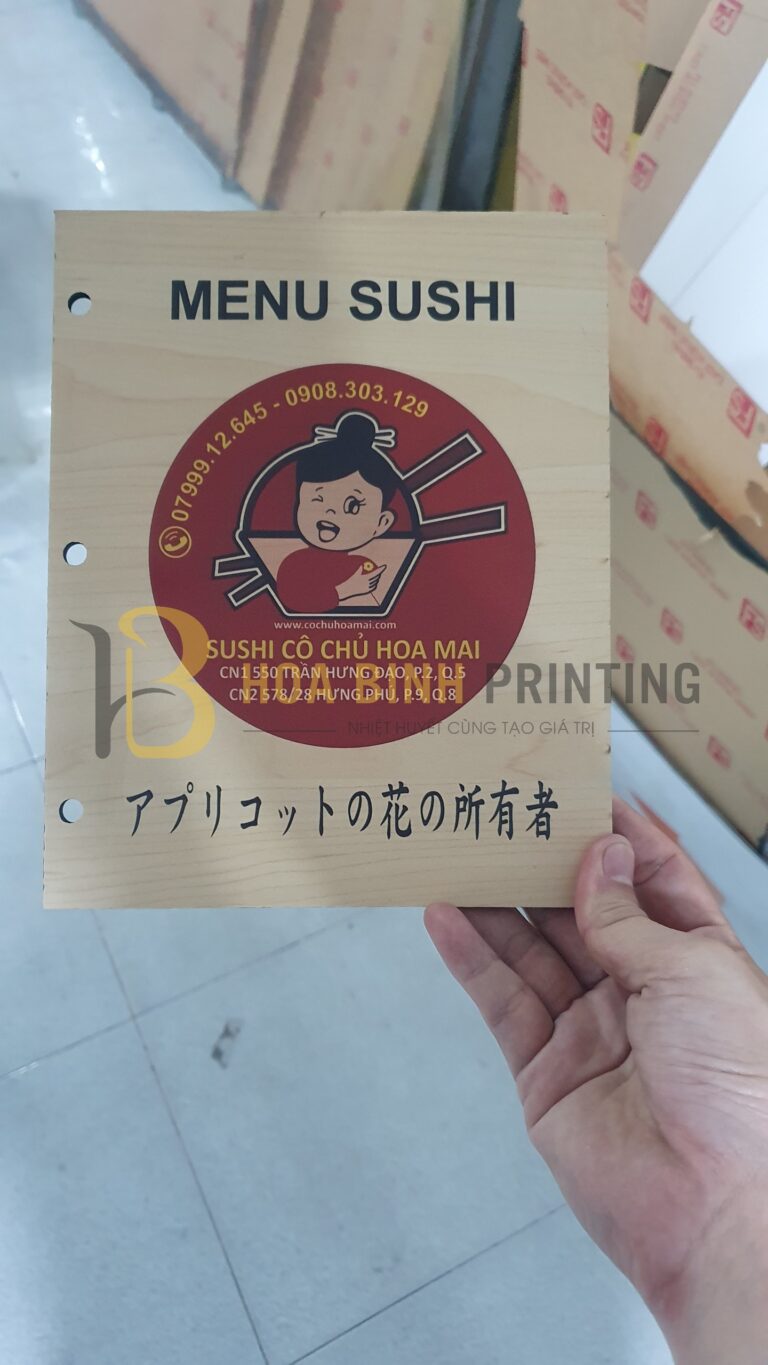 MENU SUSHI
07999.12.645 - 0908.303.129
www.cochuhoamai.com
SUSHI CÔ CHỦ HOA MAI
CN1 550 TRẦN HƯNG ĐẠO, P.2, Q.5
CN2 578/28 HƯNG PHÚ, P.9, Q.8
HOA BINH PRINTING
NHIỆT HUYẾT CÙNG TẠO GIÁ TRỊ
アプリコットの花の所有者